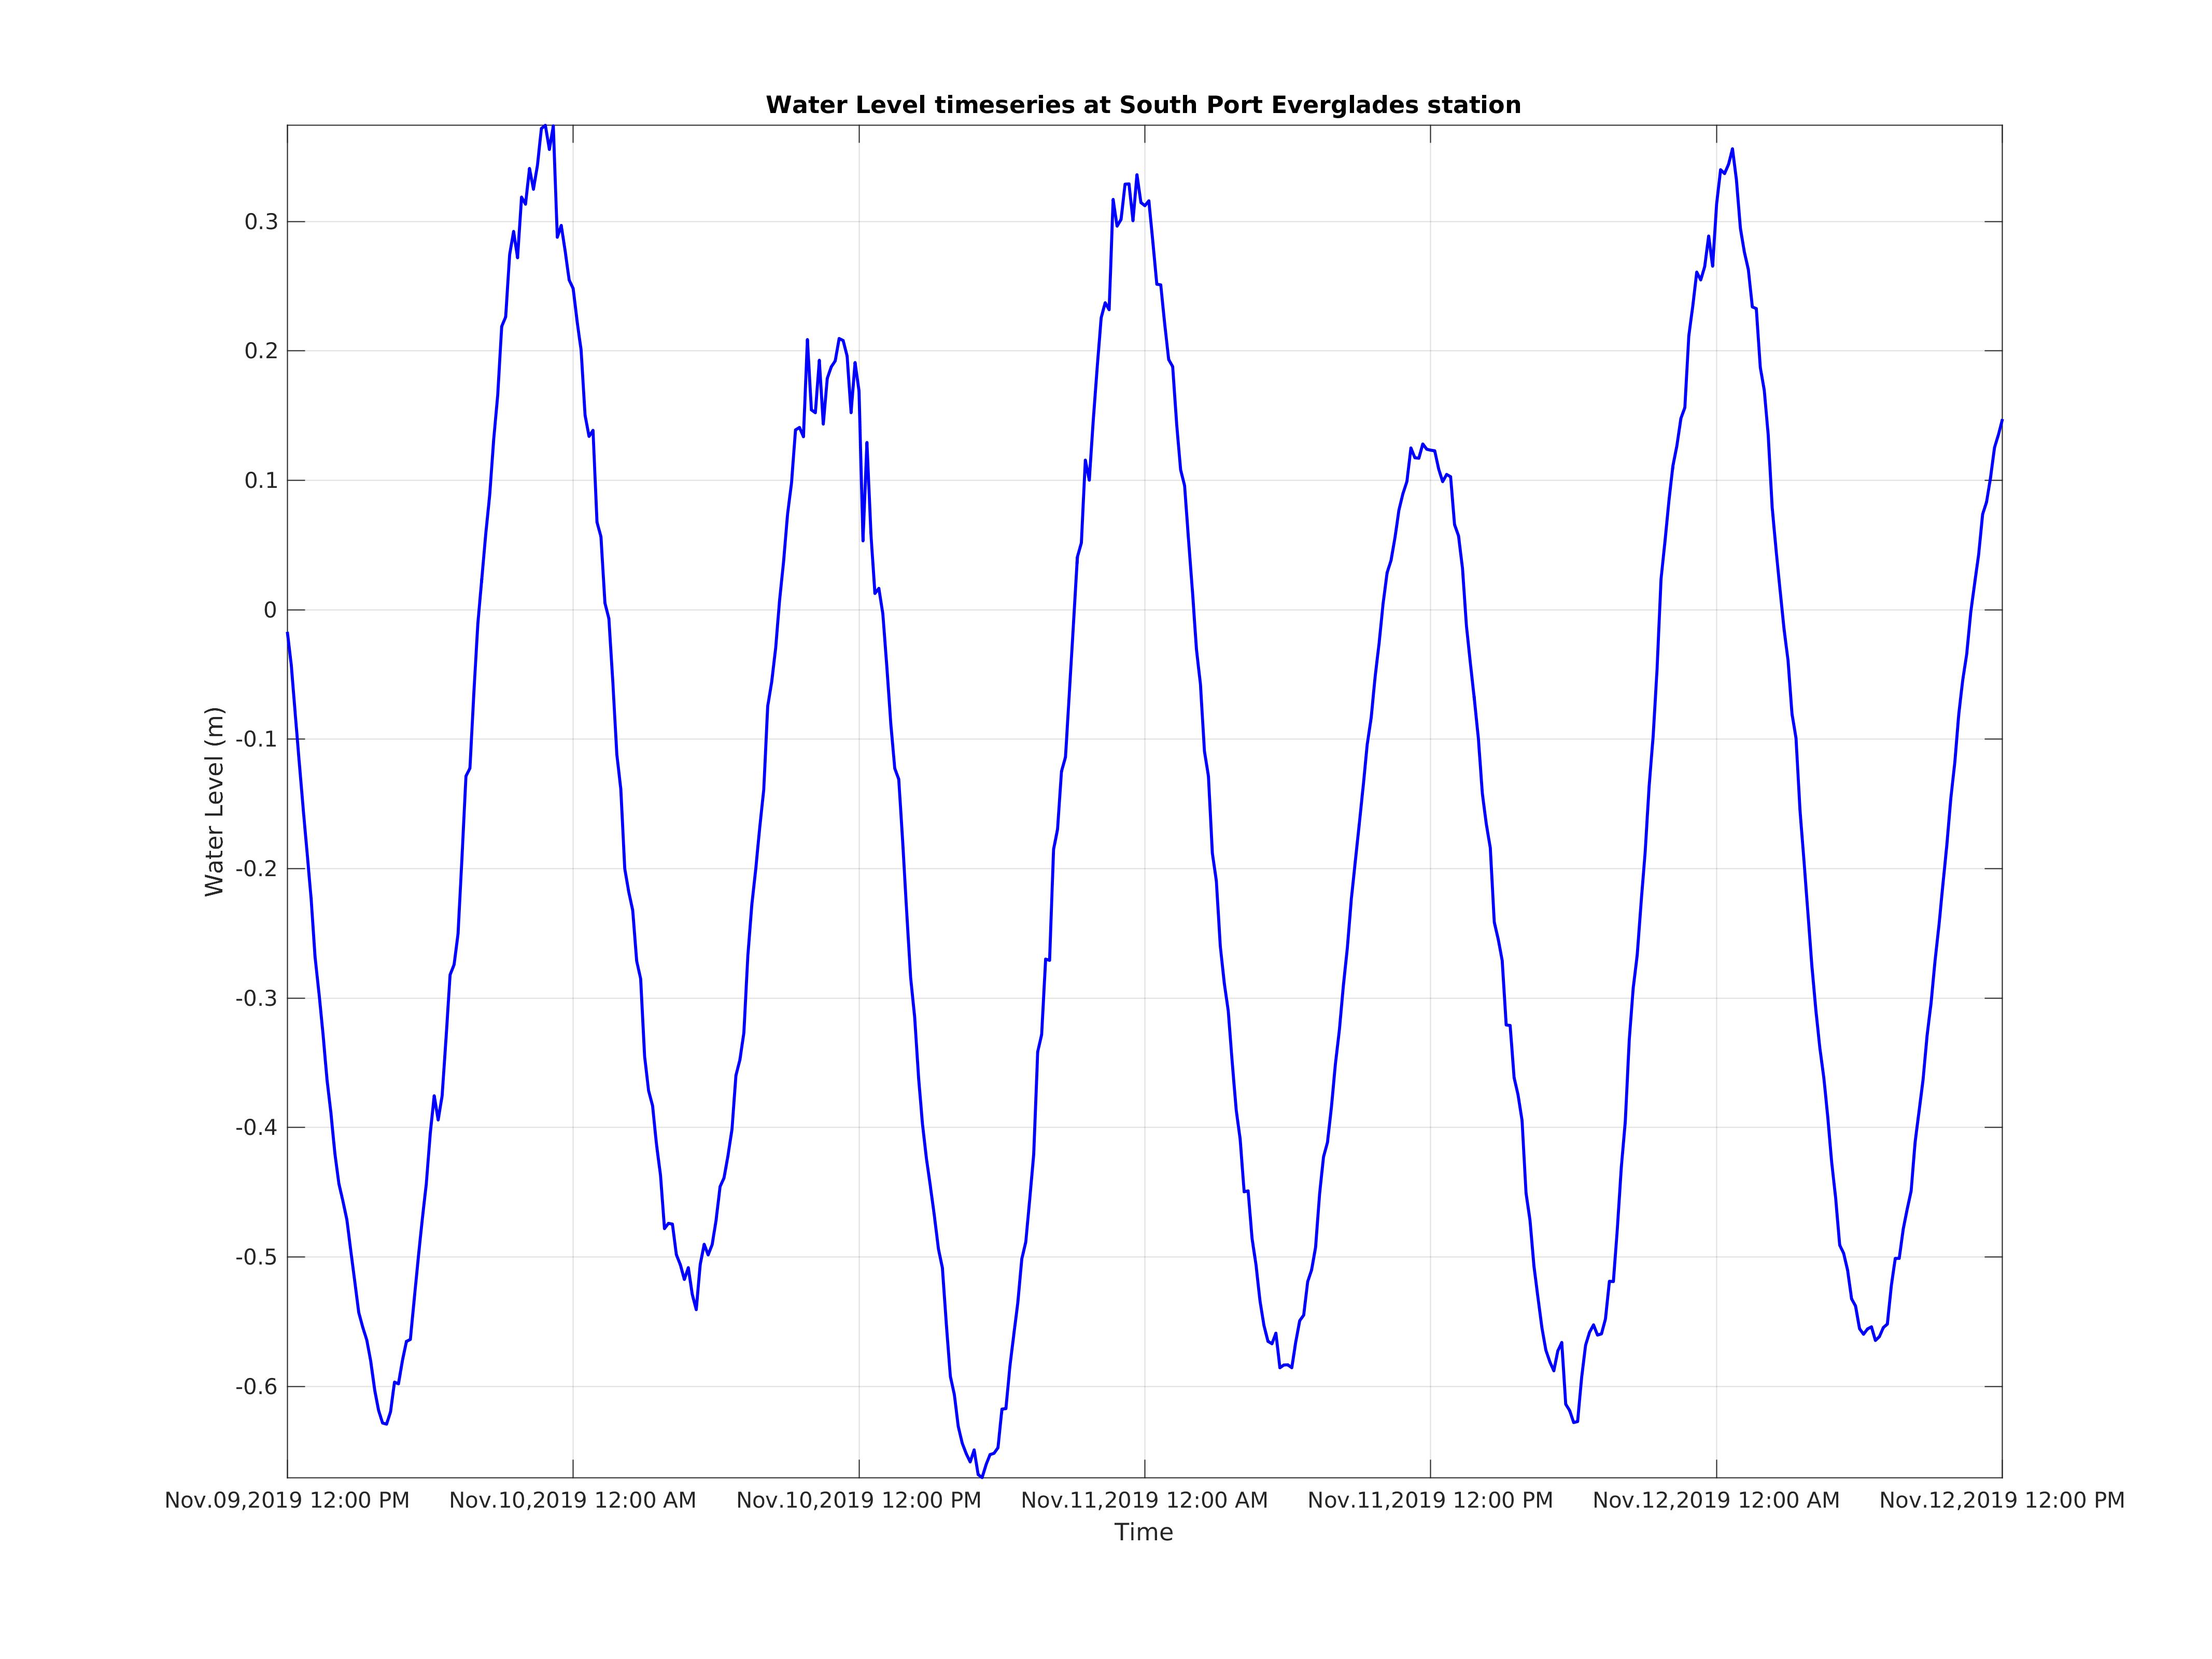 Water Level timeseries at South Port Everglades station
0.3
0.2
0.1
0
-0.1
-0.2
-0.3
-0.4
-0.5
-0.6
Water Level (m)
Nov.09,2019 12:00 PM Nov.10,2019 12:00 AM Nov.10,2019 12:00 PM Nov.11,2019 12:00 AM Nov.11,2019 12:00 PM Nov.12,2019 12:00 AM Nov.12,2019 12:00 PM
Time